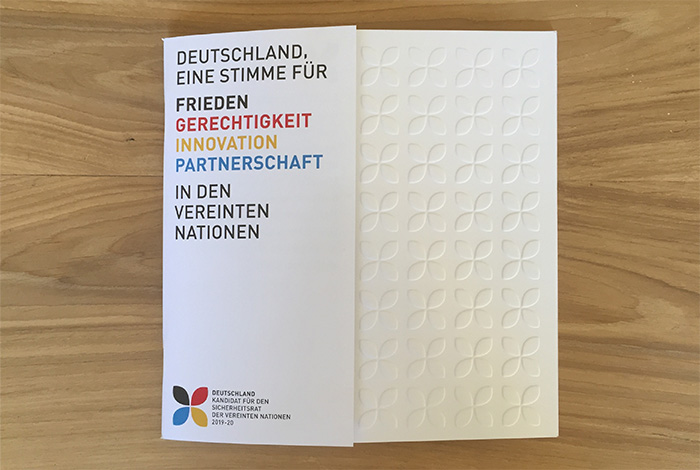 DEUTSCHLAND,
EINE STIMME FÜR
FRIEDEN
GERECHTIGKEIT
INNOVATION
PARTNERSCHAFT
IN DEN
VEREINTEN
NATIONEN
DEUTSCHLAND
KANDIDAT FÜR DEN
SICHERHEITSRAT
DER VEREINTEN NATIONEN
2019-20